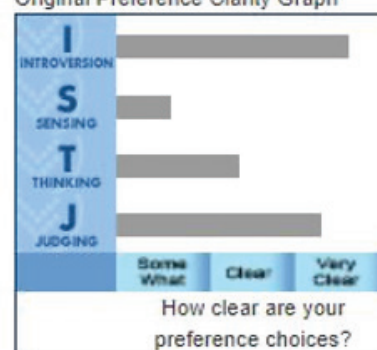 Original Preference Clarity Graph
I
INTROVERSION
S
SENSING
T
THINKING
J
JUDGING
Some What
Clear
Very Clear
How clear are your
preference choices?